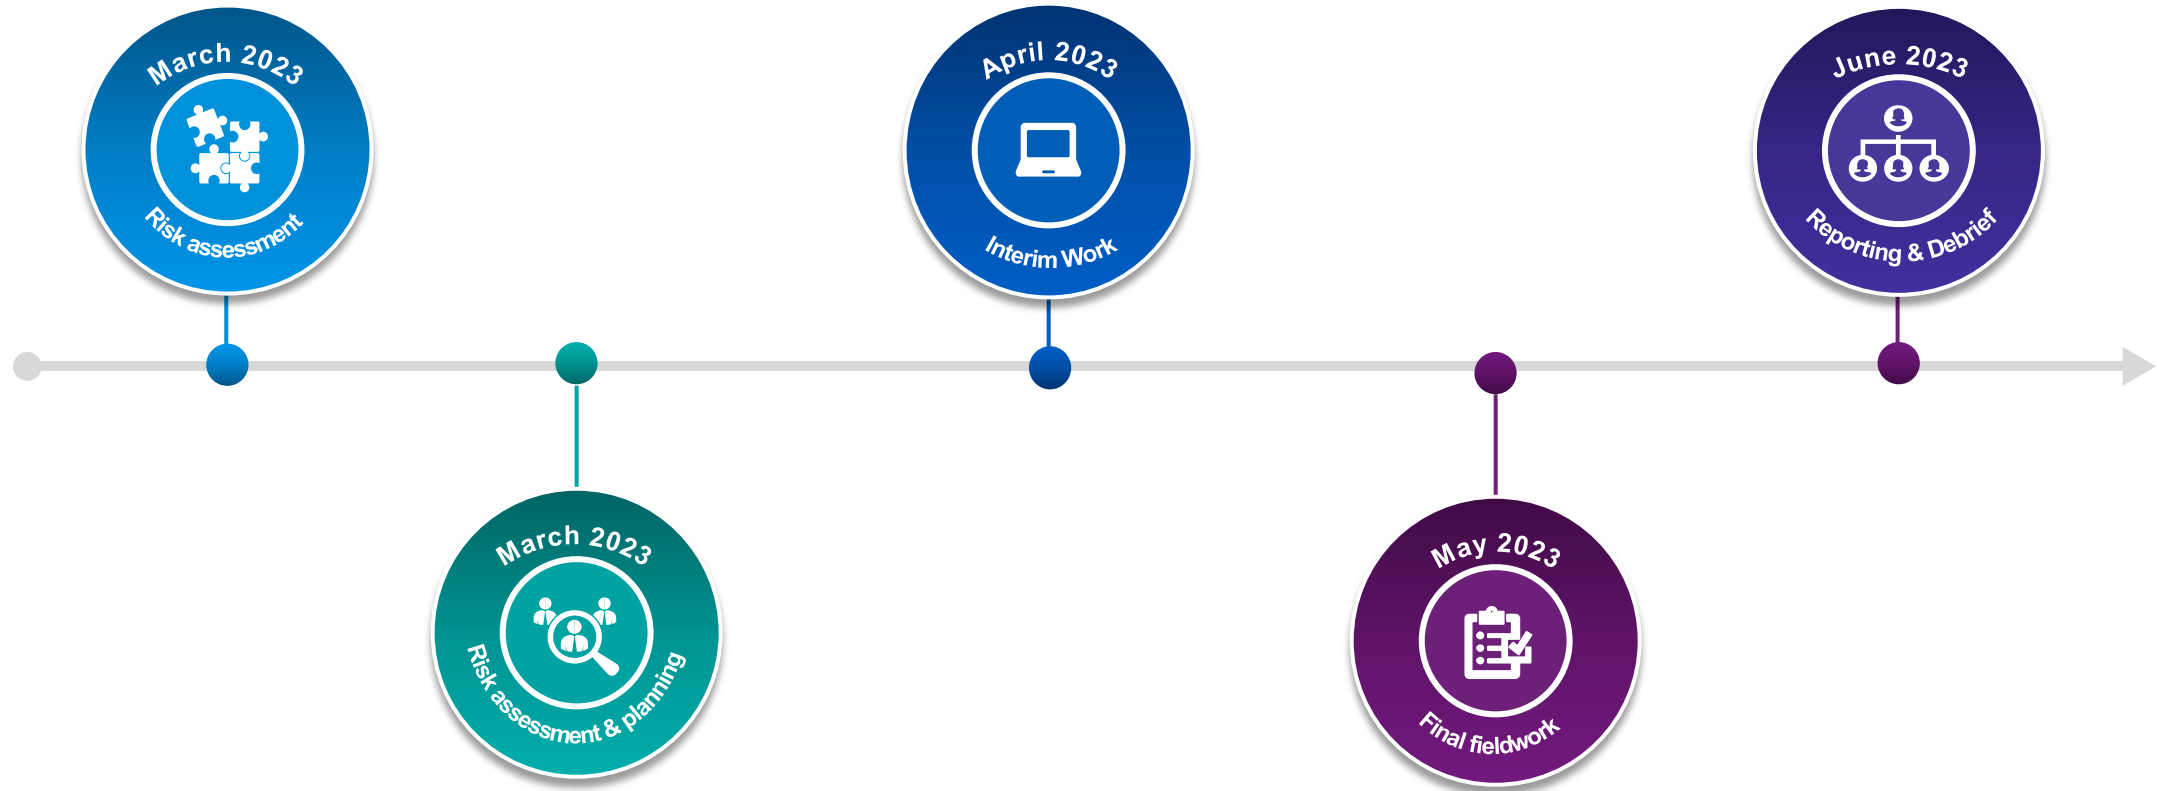 March 2023
Risk assessment
March 2023
Risk assessment & planning
April 2023
Interim Work
May 2023
Final fieldwork
June 2023
Reporting & Debrief